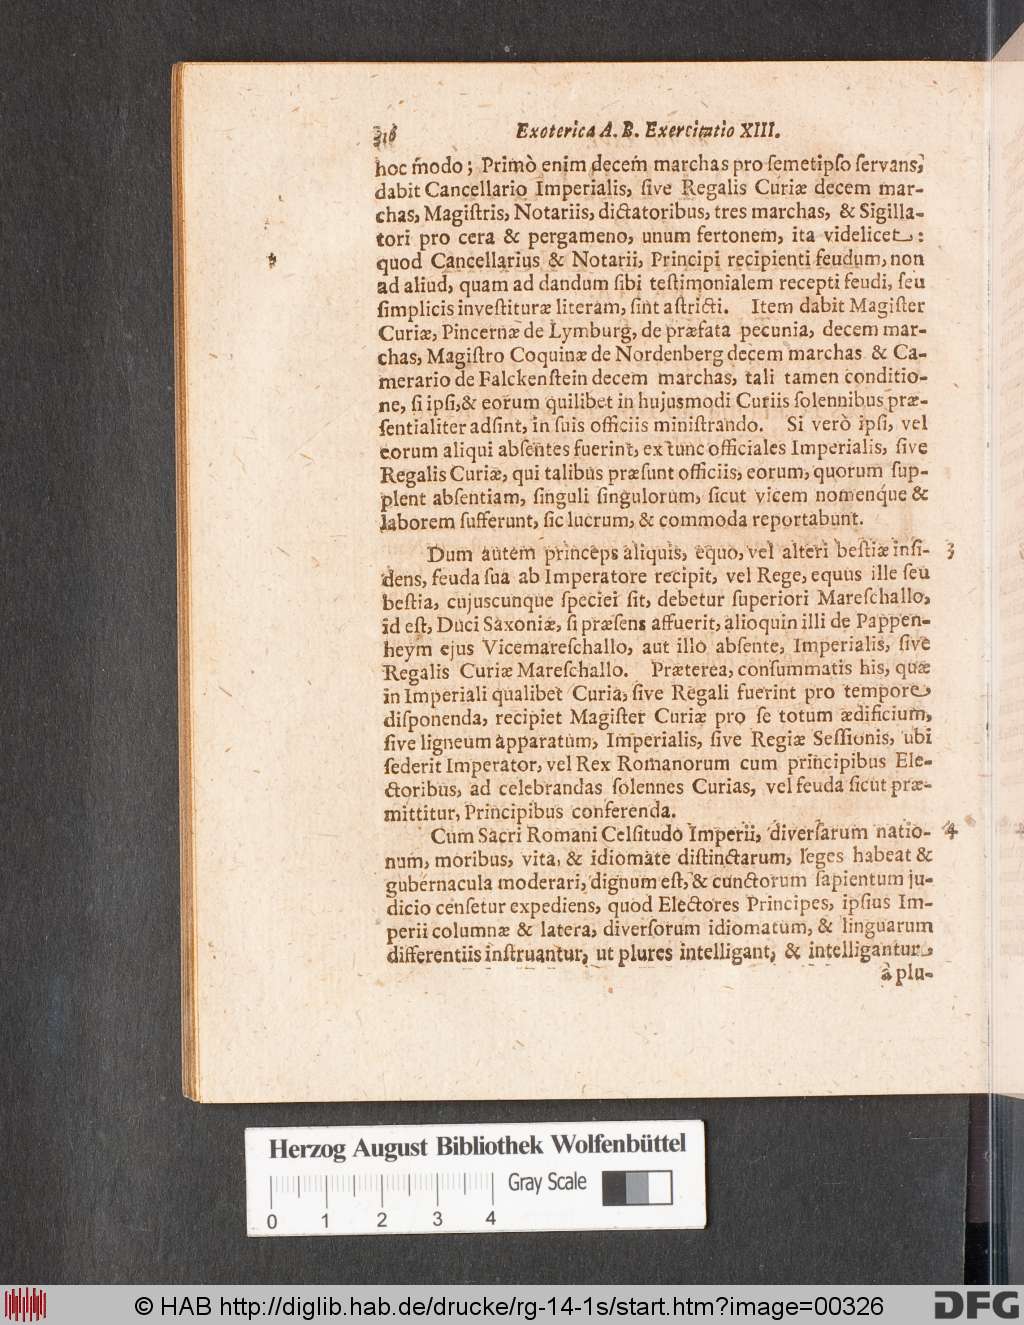 318 Exoterica A. B. Exercitatio XIII.
hoc modo; Primò enim decem marchas pro ſemetipſo ſervans,
dabit Cancellario Imperialis, ſive Regalis Curiæ decem mar-
chas, Magiſtris, Notariis, dictatoribus, tres marchas, & Sigilla-
tori pro cera & pergameno, unum fertonem, ita videlicet:
quod Cancellarius & Notarii, Principi recipienti feudum, non
ad aliud, quam ad dandum ſibi teſtimonialem recepti feudi, ſeu
ſimplicis inveſtituræ literam, ſint aſtricti. Item dabit Magiſter
Curiæ, Pincernæ de Lymburg, de præfata pecunia, decem mar-
chas, Magiſtro Coquinæ de Nordenberg decem marchas & Ca-
merario de Falckenſtein decem marchas, tali tamen conditio-
ne, ſi ipſi, & eorum quilibet in hujusmodi Curiis ſolennibus præ-
ſentialiter adſint, in ſuis officiis miniſtrando. Si verò ipſi, vel
eorum aliqui abſentes fuerint, ex tunc officiales Imperialis, ſive
Regalis Curiæ, qui talibus præſunt officiis, eorum, quorum ſup-
plent abſentiam, ſinguli ſingulorum, ſicut vicem nomenq́ue &
laborem ſufferunt, ſic lucrum, & commoda reportabunt.
Dum autem princeps aliquis, equo, vel alteri beſtiæ inſi- 3
dens, feuda ſua ab Imperatore recipit, vel Rege, equus ille ſeu
beſtia, cujuscunque ſpeciei ſit, debetur ſuperiori Mareſchallo,
id eſt, Duci Saxoniæ, ſi præſens affuerit, alioquin illi de Pappen-
heym ejus Vicemareſchallo, aut illo abſente, Imperialis, ſive
Regalis Curiæ Mareſchallo. Præterea, conſummatis his, quæ
in Imperiali qualibet Curia, ſive Regali fuerint pro tempore
diſponenda, recipiet Magiſter Curiæ pro ſe totum ædificium,
ſive ligneum apparatum, Imperialis, ſive Regiæ Seſſionis, ubi
ſederit Imperator, vel Rex Romanorum cum principibus Ele-
ctoribus, ad celebrandas ſolennes Curias, vel feuda ſicut præ-
mittitur, Principibus conferenda.
Cum Sacri Romani Celſitudo Imperii, diverſarum natio- 4
num, moribus, vita, & idiomate diſtinctarum, leges habeat &
gubernacula moderari, dignum eſt, & cunctorum ſapientum ju-
dicio cenſetur expediens, quod Electores Principes, ipſius Im-
perii columnæ & latera, diverſorum idiomatum, & linguarum
differentiis inſtruantur, ut plures intelligant, & intelligantur
à plu-
Herzog August Bibliothek Wolfenbüttel
Gray Scale
0 1 2 3 4
© HAB http://diglib.hab.de/drucke/rg-14-1s/start.htm?image=00326
DFG